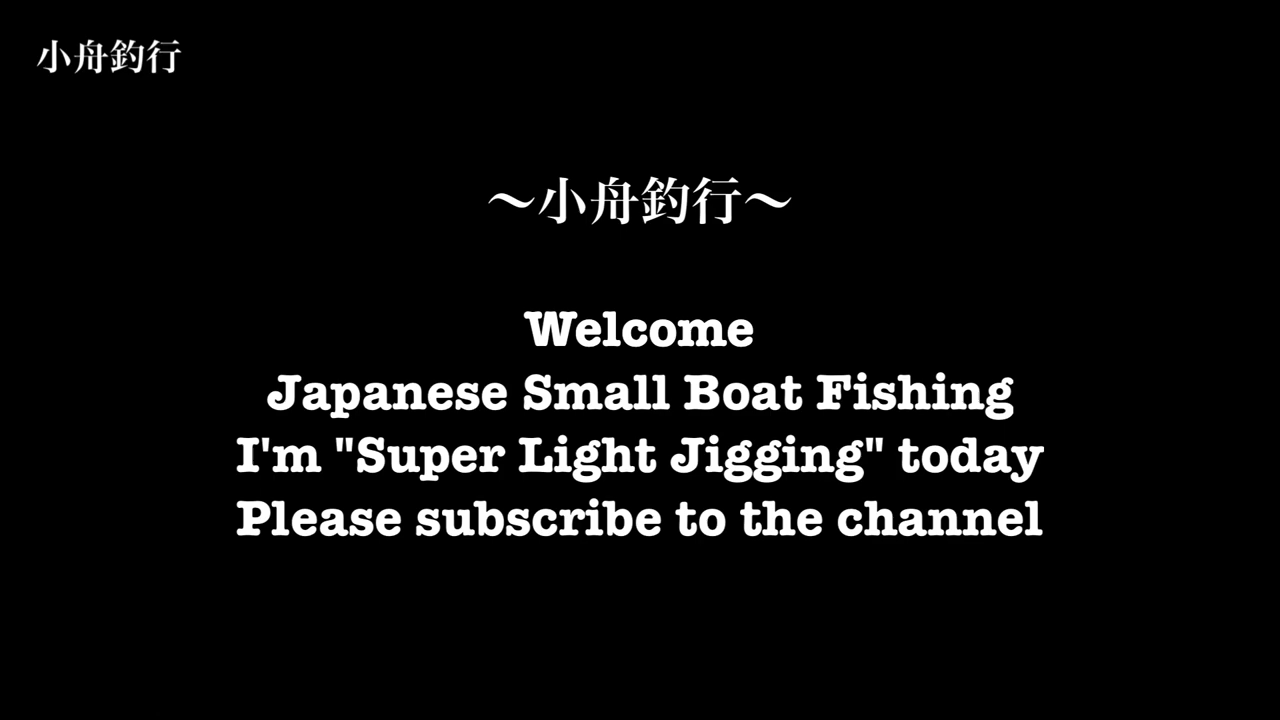 小舟釣行
〜小舟釣行〜
Welcome
Japanese Small Boat Fishing
I'm "Super Light Jigging" today
Please subscribe to the channel